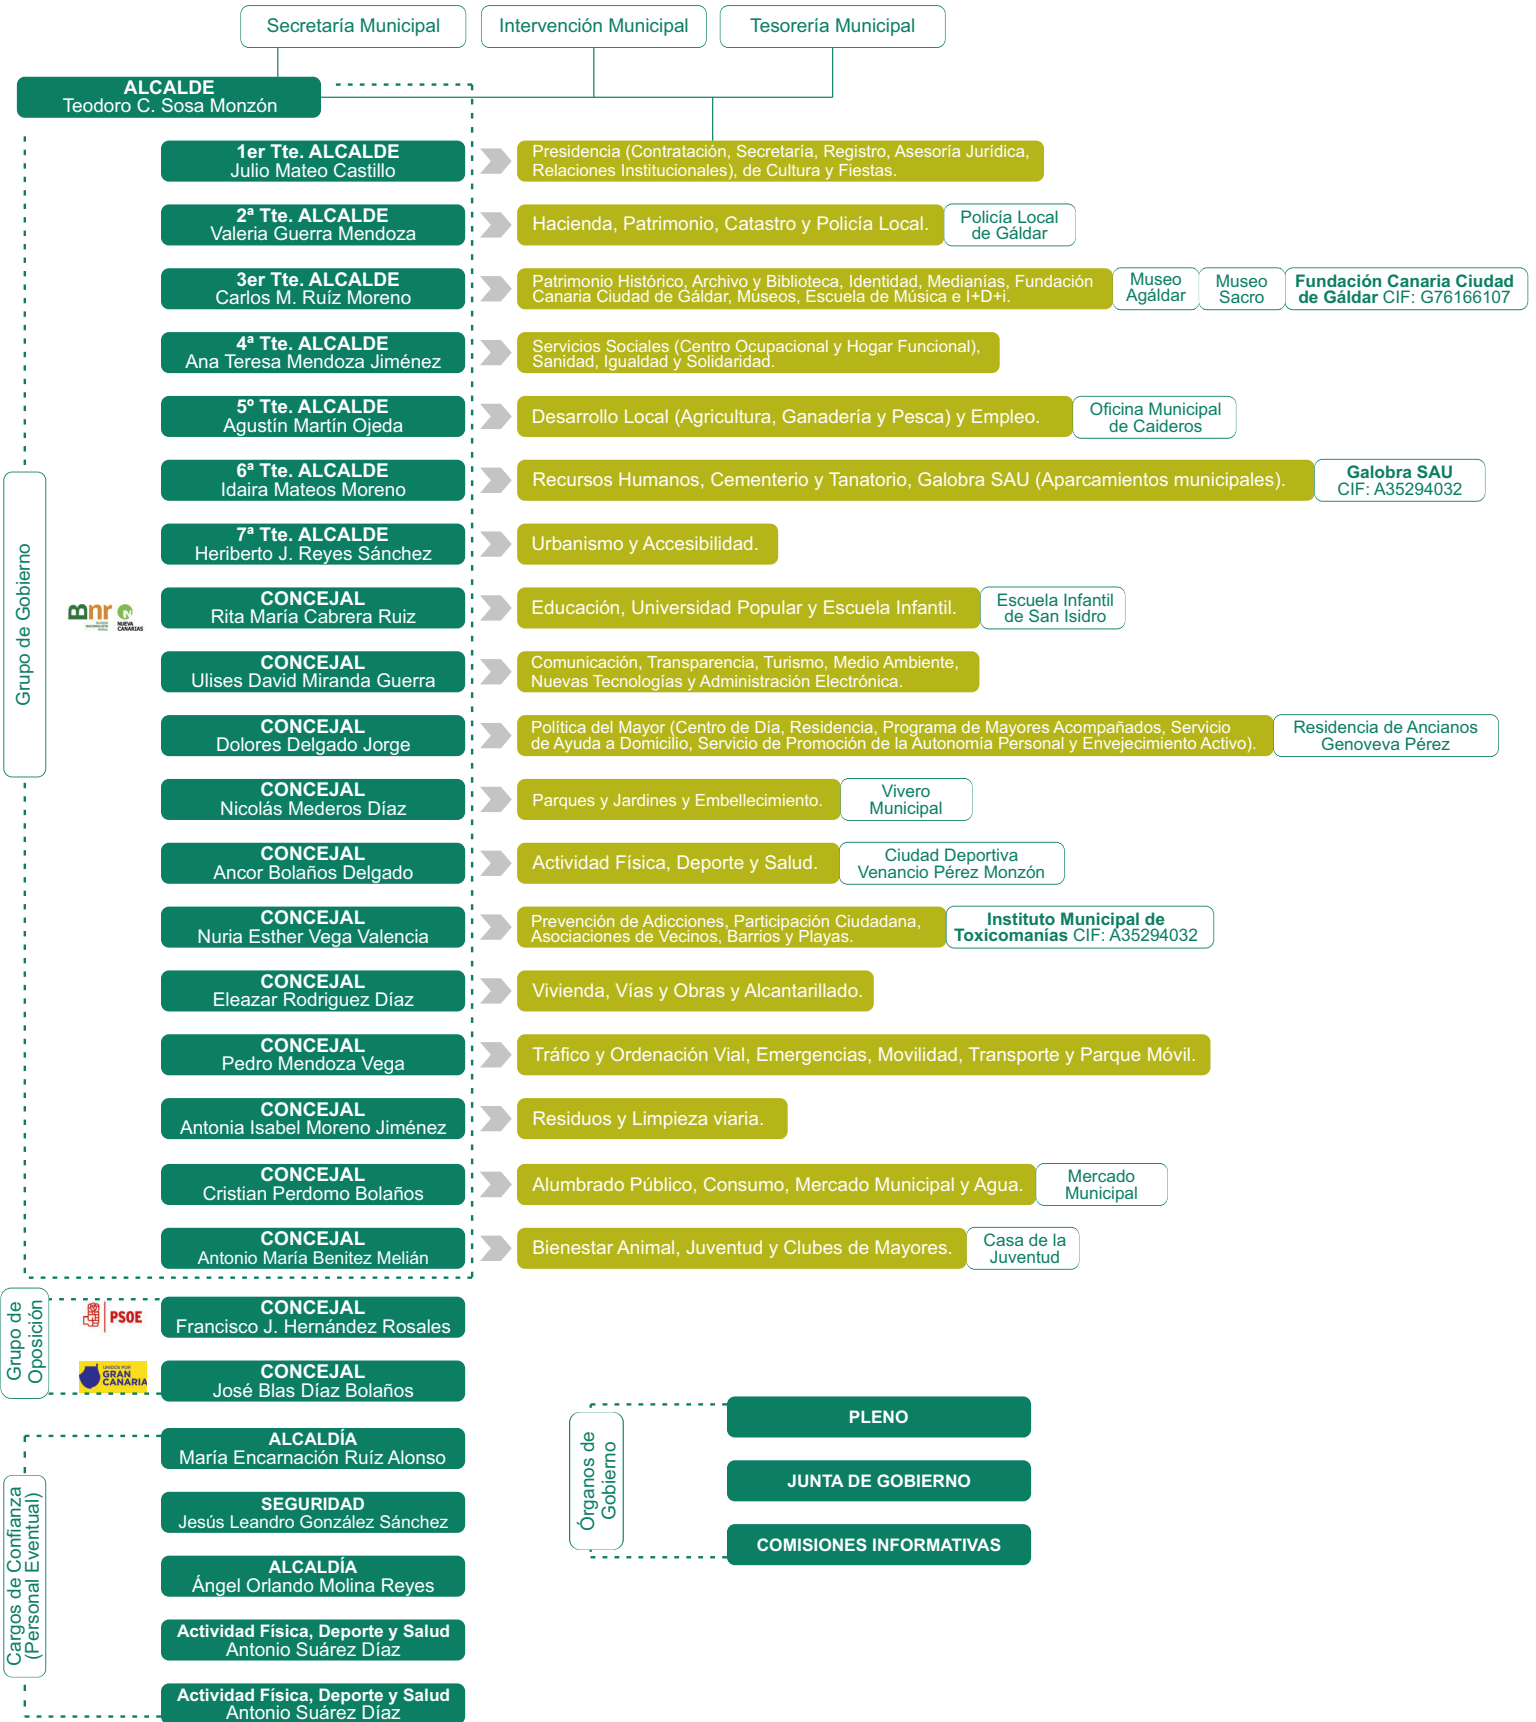 Secretaría Municipal
Intervención Municipal
Tesorería Municipal
ALCALDE
Teodoro C. Sosa Monzón
Grupo de Gobierno
Bnr
NUEVA
CANARIAS
1er Tte. ALCALDE
Julio Mateo Castillo
Presidencia (Contratación, Secretaría, Registro, Asesoría Jurídica,
Relaciones Institucionales), de Cultura y Fiestas.
2ª Tte. ALCALDE
Valeria Guerra Mendoza
Hacienda, Patrimonio, Catastro y Policía Local.
Policía Local
de Gáldar
3er Tte. ALCALDE
Carlos M. Ruíz Moreno
Patrimonio Histórico, Archivo y Biblioteca, Identidad, Medianías, Fundación
Canaria Ciudad de Gáldar, Museos, Escuela de Música e I+D+i.
Museo
Agáldar
Museo
Sacro
Fundación Canaria Ciudad
de Gáldar CIF: G76166107
4ª Tte. ALCALDE
Ana Teresa Mendoza Jiménez
Servicios Sociales (Centro Ocupacional y Hogar Funcional),
Sanidad, Igualdad y Solidaridad.
5º Tte. ALCALDE
Agustín Martín Ojeda
Desarrollo Local (Agricultura, Ganadería y Pesca) y Empleo.
Oficina Municipal
de Caideros
6ª Tte. ALCALDE
Idaira Mateos Moreno
Recursos Humanos, Cementerio y Tanatorio, Galobra SAU (Aparcamientos municipales).
Galobra SAU
CIF: A35294032
7ª Tte. ALCALDE
Heriberto J. Reyes Sánchez
Urbanismo y Accesibilidad.
CONCEJAL
Rita María Cabrera Ruiz
Educación, Universidad Popular y Escuela Infantil.
Escuela Infantil
de San Isidro
CONCEJAL
Ulises David Miranda Guerra
Comunicación, Transparencia, Turismo, Medio Ambiente,
Nuevas Tecnologías y Administración Electrónica.
CONCEJAL
Dolores Delgado Jorge
Política del Mayor (Centro de Día, Residencia, Programa de Mayores Acompañados, Servicio
de Ayuda a Domicilio, Servicio de Promoción de la Autonomía Personal y Envejecimiento Activo).
Residencia de Ancianos
Genoveva Pérez
CONCEJAL
Nicolás Mederos Díaz
Parques y Jardines y Embellecimiento.
Vivero
Municipal
CONCEJAL
Ancor Bolaños Delgado
Actividad Física, Deporte y Salud.
Ciudad Deportiva
Venancio Pérez Monzón
CONCEJAL
Nuria Esther Vega Valencia
Prevención de Adicciones, Participación Ciudadana,
Asociaciones de Vecinos, Barrios y Playas.
Instituto Municipal de
Toxicomanías CIF: A35294032
CONCEJAL
Eleazar Rodriguez Díaz
Vivienda, Vías y Obras y Alcantarillado.
CONCEJAL
Pedro Mendoza Vega
Tráfico y Ordenación Vial, Emergencias, Movilidad, Transporte y Parque Móvil.
CONCEJAL
Antonia Isabel Moreno Jiménez
Residuos y Limpieza viaria.
CONCEJAL
Cristian Perdomo Bolaños
Alumbrado Público, Consumo, Mercado Municipal y Agua.
Mercado
Municipal
CONCEJAL
Antonio María Benitez Melián
Bienestar Animal, Juventud y Clubes de Mayores.
Casa de la
Juventud
Grupo de
Oposición
PSOE
CONCEJAL
Francisco J. Hernández Rosales
UNIDOS POR
GRAN
CANARIA
CONCEJAL
José Blas Díaz Bolaños
Cargos de Confianza
(Personal Eventual)
ALCALDÍA
María Encarnación Ruíz Alonso
SEGURIDAD
Jesús Leandro González Sánchez
ALCALDÍA
Ángel Orlando Molina Reyes
Actividad Física, Deporte y Salud
Antonio Suárez Díaz
Actividad Física, Deporte y Salud
Antonio Suárez Díaz
Órganos de
Gobierno
PLENO
JUNTA DE GOBIERNO
COMISIONES INFORMATIVAS